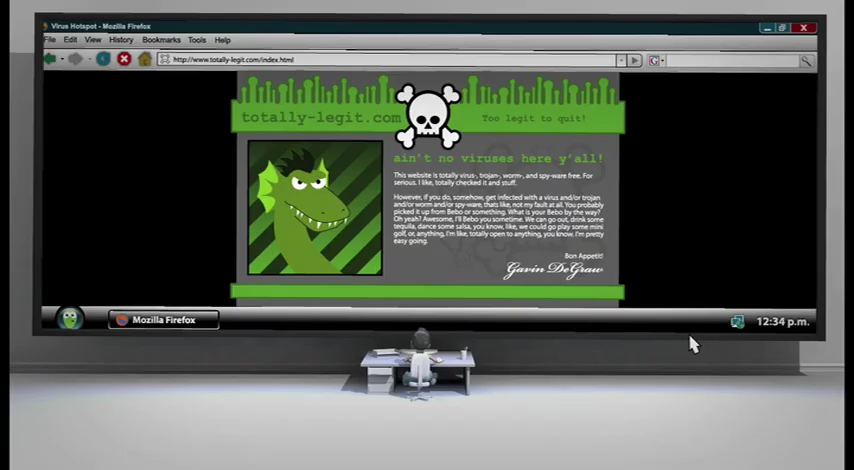 Virus Hotspot - Mozilla Firefox
File Edit View History Bookmarks Tools Help
http://www.totally-legit.com/index.html
G
totally-legit.com
Too legit to quit!
ain't no viruses here y'all!
This website is totally virus-, trojan-, worm-, and spy-ware free. For
serious. I like, totally checked it and stuff.
However, if you do, somehow, get infected with a virus and/or trojan
and/or worm and/or spy-ware, thats like, not my fault at all. You probably
picked it up from Bebo or something. What is your Bebo by the way?
Oh yeah? Awesome, I'll Bebo you sometime. We can go out, drink some
tequila, dance some salsa, you know, like, we could go play some mini
golf, or, anything, I'm like, totally open to anything, you know. I'm pretty
easy going.
Bon Appetit!
Gavin DeGraw
Mozilla Firefox
12:34 p.m.